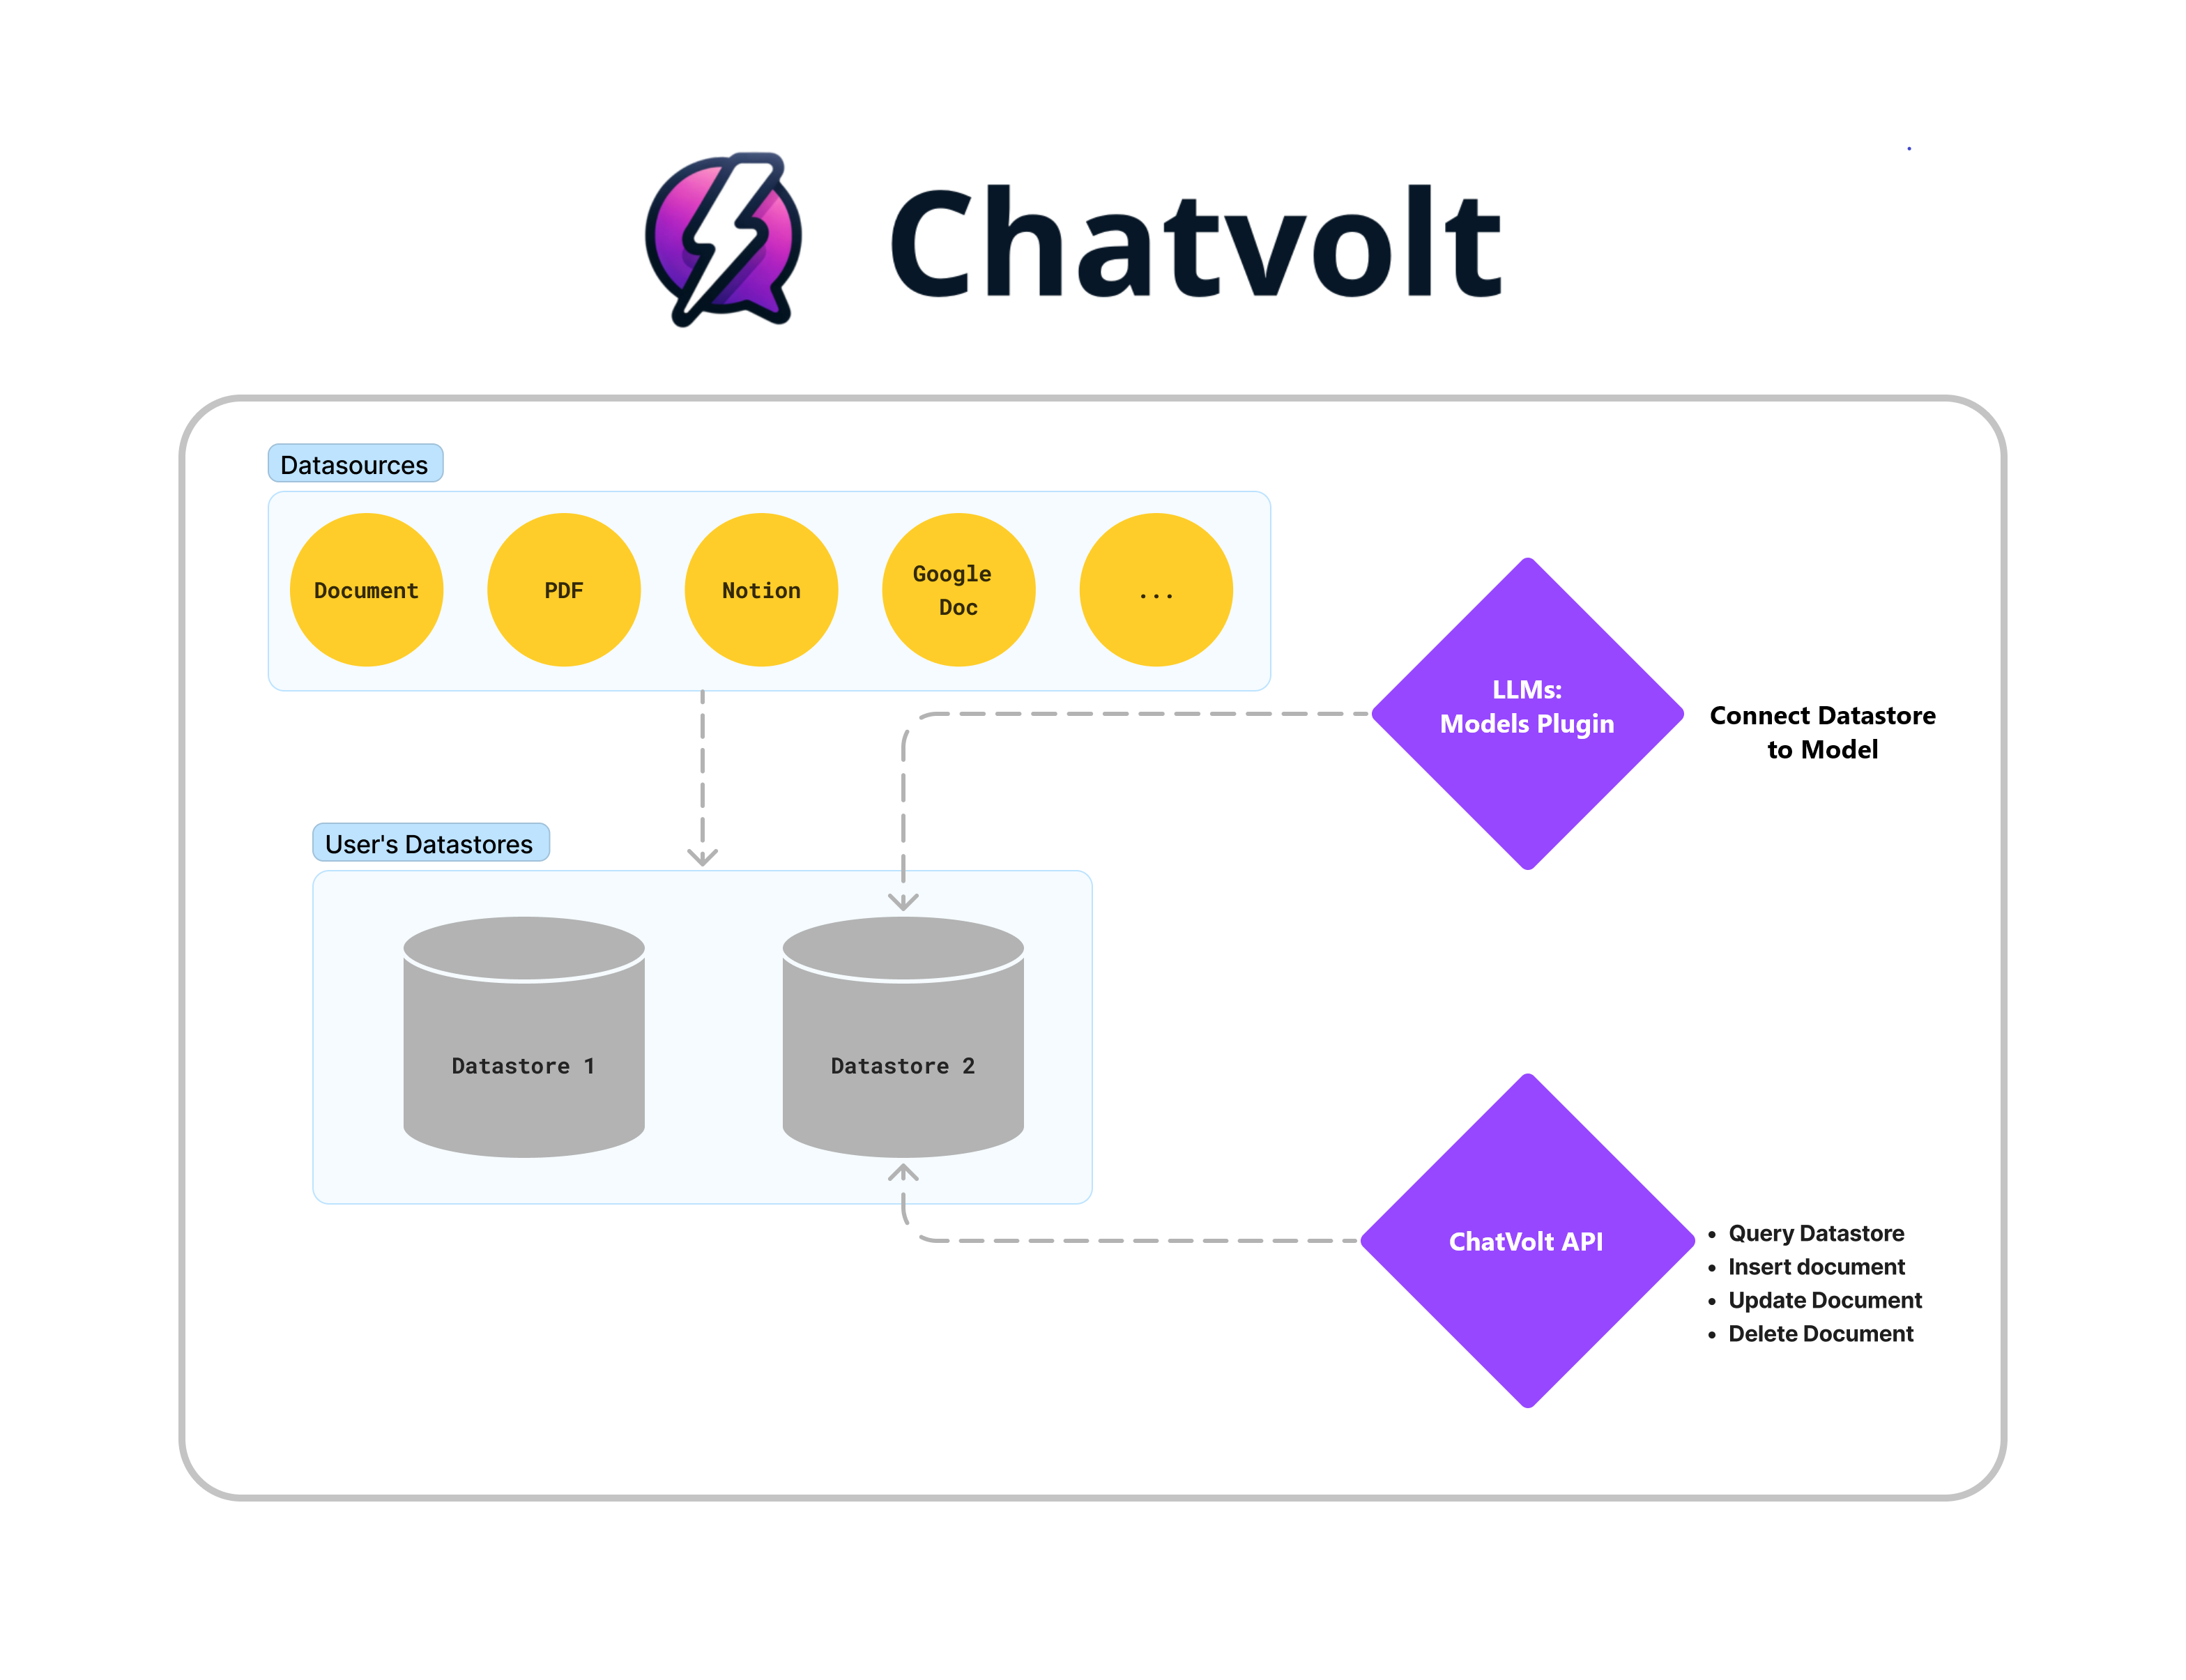 Chatvolt
Datasources
Document
PDF
Notion
Google
Doc
...
LLMs:
Models Plugin
Connect Datastore
to Model
User's Datastores
Datastore 1
Datastore 2
ChatVolt API
• Query Datastore
• Insert document
• Update Document
• Delete Document